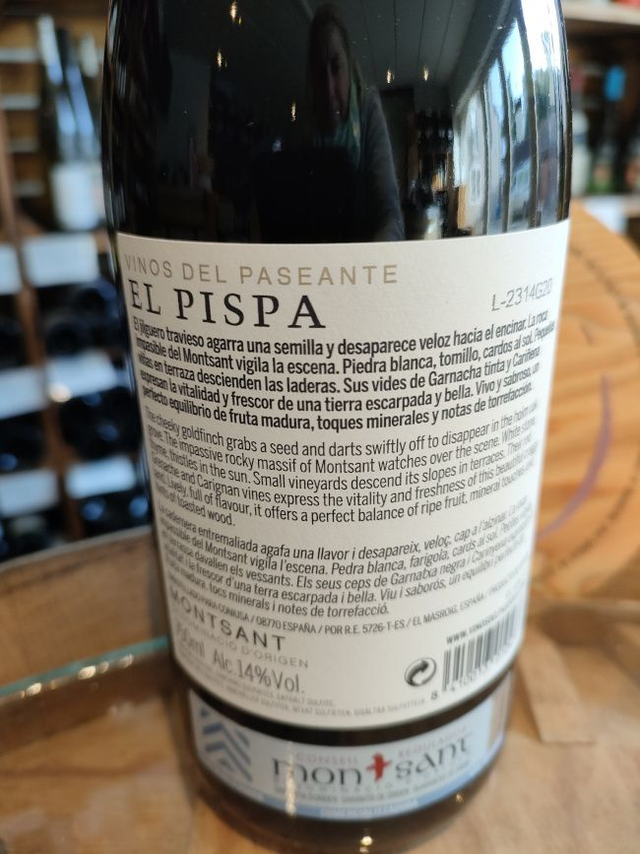 VINOS DEL PASEANTE
EL PISPA
L-2314G20
El jilguero travieso agarra una semilla y desaparece veloz hacia el encinar. La roca
impasible del Montsant vigila la escena. Piedra blanca, tomillo, cardos al sol. Pequeñas
viñas en terraza descienden las laderas. Sus vides de Garnacha tinta y Cariñena
expresan la vitalidad y frescor de una tierra escarpada y bella. Vivo y sabroso, un
perfecto equilibrio de fruta madura, toques minerales y notas de torrefacción.
The cheeky goldfinch grabs a seed and darts swiftly off to disappear in the holm oak
grove. The impassive rocky massif of Montsant watches over the scene. White stone,
thyme, thistles in the sun. Small vineyards descend its slopes in terraces. They
Grenache and Carignan vines express the vitality and freshness of this beautiful
land. Lively, full of flavour, it offers a perfect balance of ripe fruit, mineral touches and
of toasted wood.
La cadernera entremaliada agafa una llavor i desapareix, veloç, cap a l'alzinar. La roca
impassible del Montsant vigila l'escena. Pedra blanca, farigola, cards al sol. Petites
en terrassa davallen els vessants. Els seus ceps de Garnatxa negra i Carinyena
i la frescor d'una terra escarpada i bella. Viu i saborós, un equilibri
madura, tocs minerals i notes de torrefacció.
PARA CONUSA / 08770 ESPAÑA / POR R.E. 5726-T-ES / EL MASROIG, ESPAÑA /
MONTSANT
DENOMINACIÓ D'ORIGEN
750ml Alc.14%Vol.
CONSELL REGULADOR
montsant